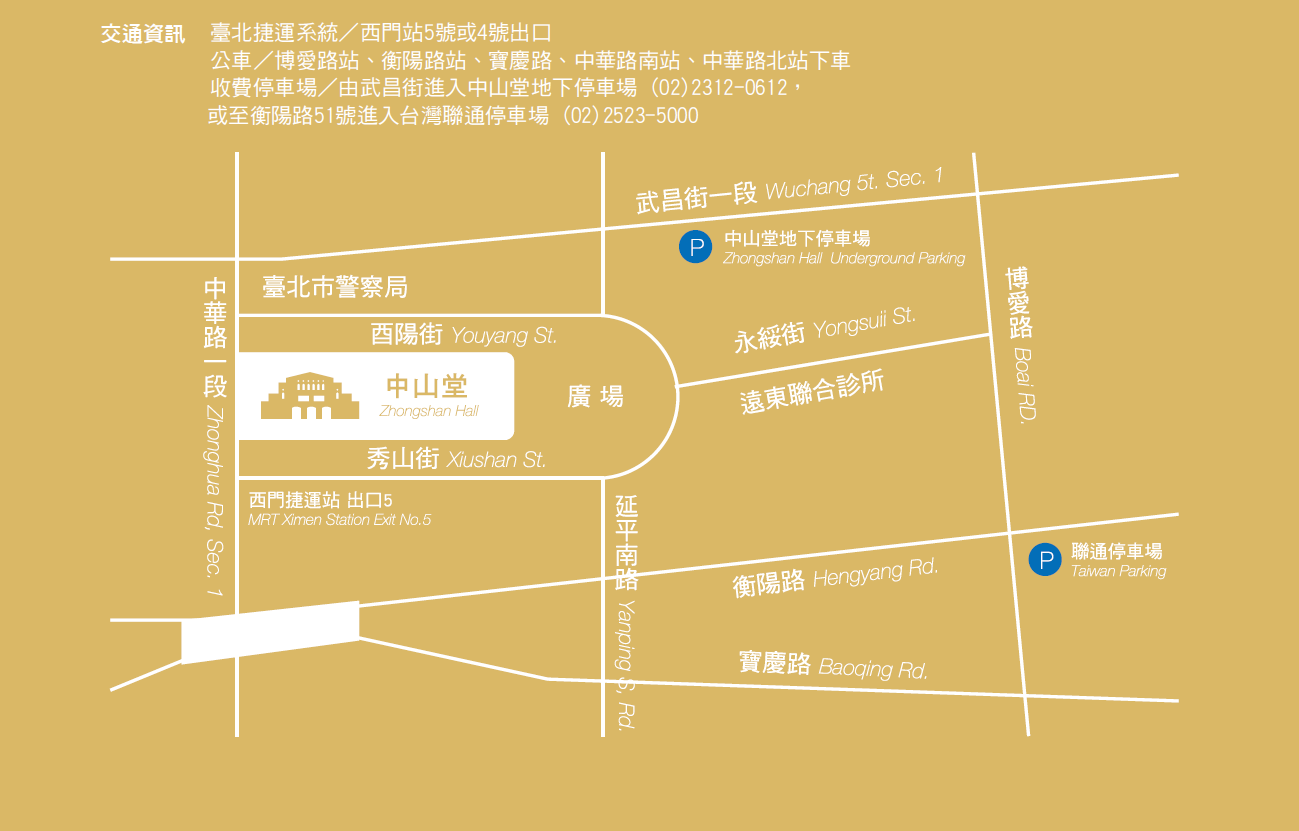 交通資訊 臺北捷運系統／西門站5號或4號出口
公車／博愛路站、衡陽路站、寶慶路、中華路南站、中華路北站下車
收費停車場／由武昌街進入中山堂地下停車場 (02)2312-0612，
或至衡陽路51號進入台灣聯通停車場 (02)2523-5000
武昌街一段 Wuchang 5t. Sec. 1
P 中山堂地下停車場
Zhongshan Hall Underground Parking
中華路一段 Zhonghua Rd, Sec. 1
臺北市警察局
博愛路 Boai RD.
酉陽街 Youyang St.
永綏街 Yongsuii St.
中山堂
Zhongshan Hall
廣場
遠東聯合診所
秀山街 Xiushan St.
西門捷運站 出口5
MRT Ximen Station Exit No.5
延平南路 Yanping S, Rd.
P 聯通停車場
Taiwan Parking
衡陽路 Hengyang Rd.
寶慶路 Baoqing Rd.